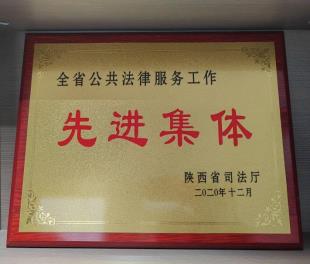 全省公共法律服务工作
先进集体
陕西省司法厅
二〇二〇年十二月